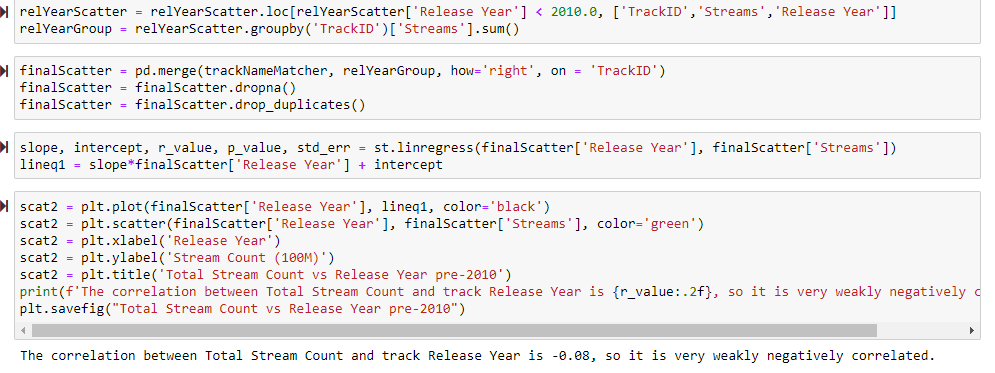 relYearScatter = relYearScatter.loc[relYearScatter['Release Year'] < 2010.0, ['TrackID','Streams','Release Year']]
relYearGroup = relYearScatter.groupby('TrackID')['Streams'].sum()
finalScatter = pd.merge(trackNameMatcher, relYearGroup, how='right', on = 'TrackID')
finalScatter = finalScatter.dropna()
finalScatter = finalScatter.drop_duplicates()
slope, intercept, r_value, p_value, std_err = st.linregress(finalScatter['Release Year'], finalScatter['Streams'])
lineq1 = slope*finalScatter['Release Year'] + intercept
scat2 = plt.plot(finalScatter['Release Year'], lineq1, color='black')
scat2 = plt.scatter(finalScatter['Release Year'], finalScatter['Streams'], color='green')
scat2 = plt.xlabel('Release Year')
scat2 = plt.ylabel('Stream Count (100M)')
scat2 = plt.title('Total Stream Count vs Release Year pre-2010')
print(f'The correlation between Total Stream Count and track Release Year is {r_value:.2f}, so it is very weakly negatively c
plt.savefig("Total Stream Count vs Release Year pre-2010")
The correlation between Total Stream Count and track Release Year is -0.08, so it is very weakly negatively correlated.